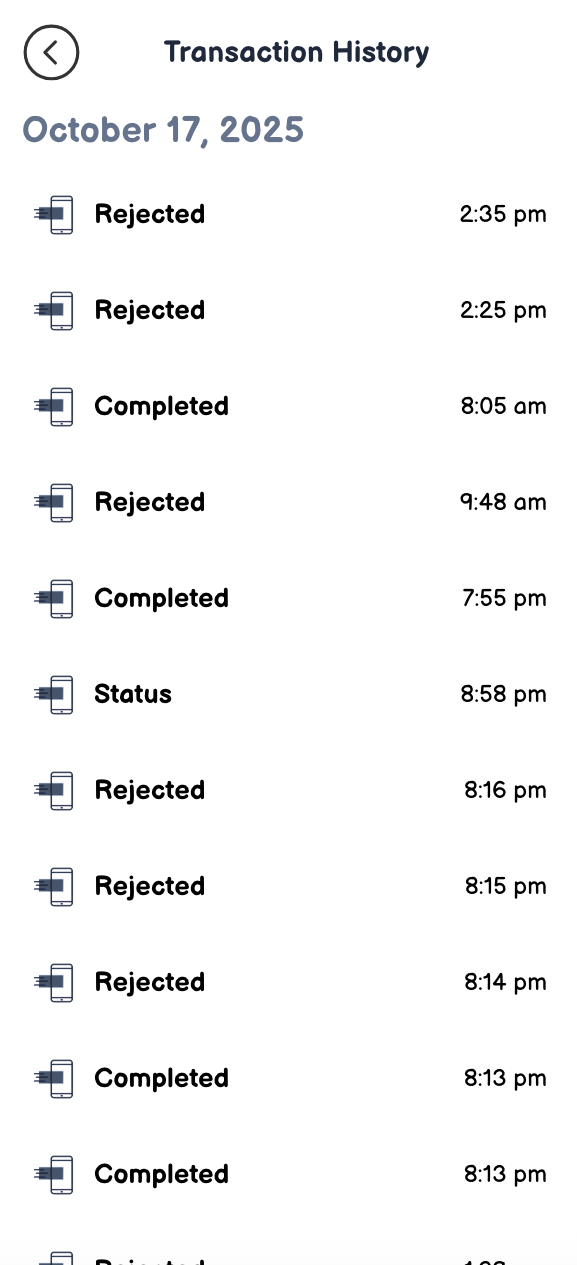 Transaction History
October 17, 2025
Rejected 2:35 pm
Rejected 2:25 pm
Completed 8:05 am
Rejected 9:48 am
Completed 7:55 pm
Status 8:58 pm
Rejected 8:16 pm
Rejected 8:15 pm
Rejected 8:14 pm
Completed 8:13 pm
Completed 8:13 pm